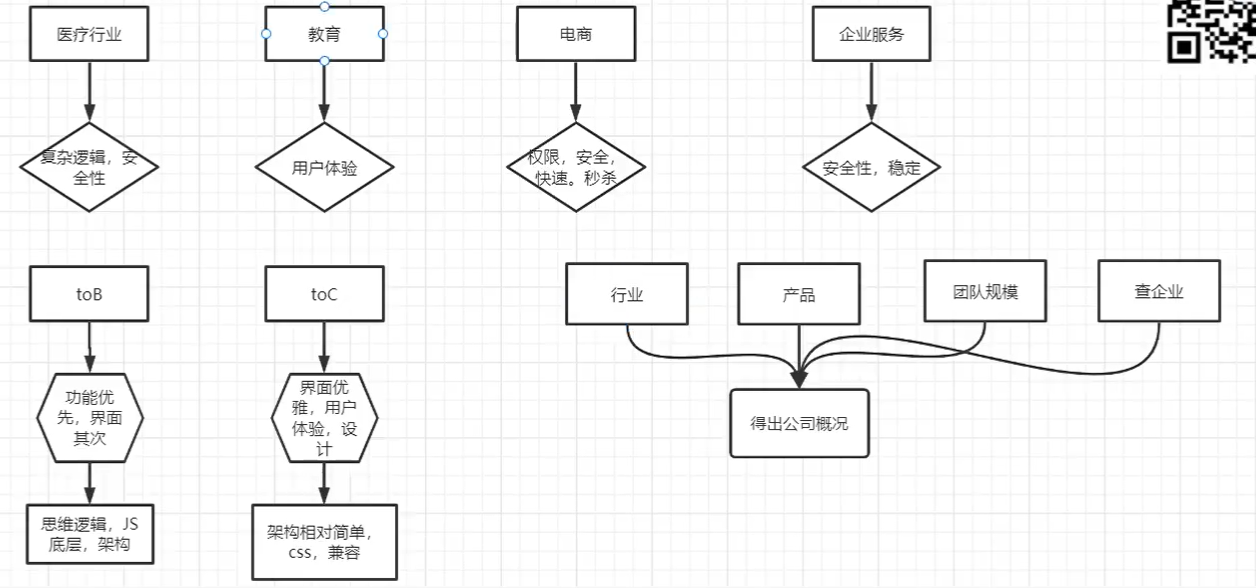 医疗行业
教育
电商
企业服务
复杂逻辑，安
全性
用户体验
权限，安全，
快速。秒杀
安全性，稳定
toB
toC
行业
产品
团队规模
查企业
功能优
先，界面
其次
界面优
雅，用户
体验，设
计
得出公司概况
思维逻辑，JS
底层，架构
架构相对简单，
css，兼容